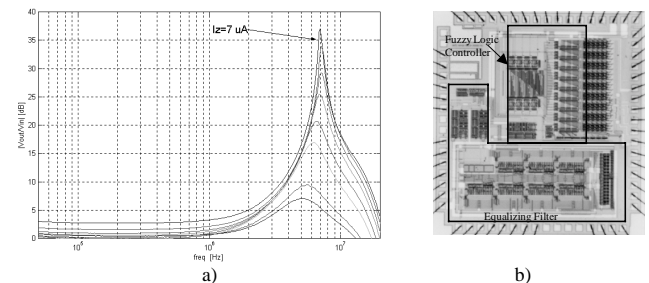 40
35
30
25
20
15
10
5
0
|Vout/Vin| [dB]
Iz=7 uA
10^5
10^6
10^7
freq [Hz]
a)
Fuzzy Logic
Controller
Equalizing Filter
b)